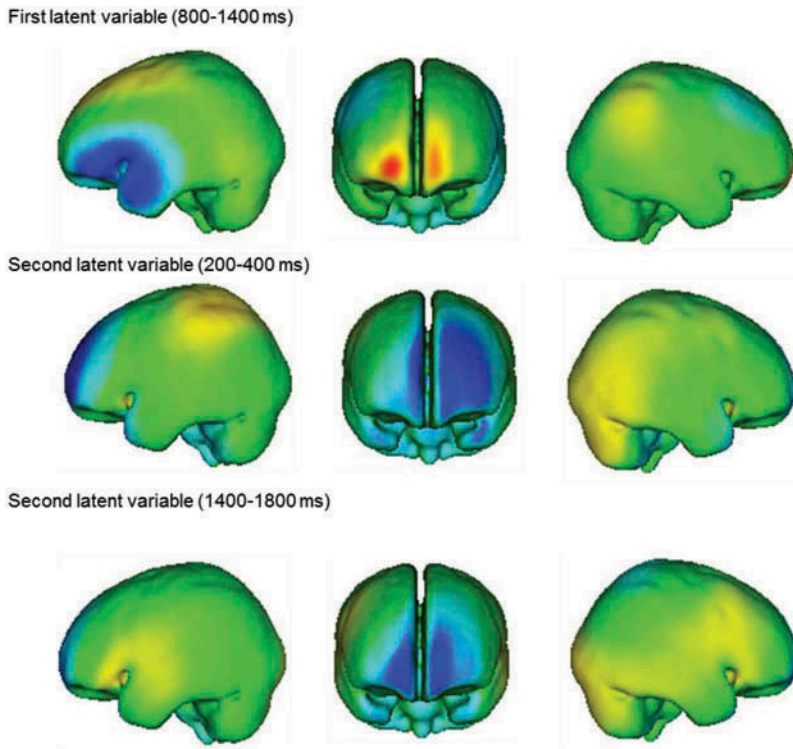 First latent variable (800-1400 ms)
Second latent variable (200-400 ms)
Second latent variable (1400-1800 ms)